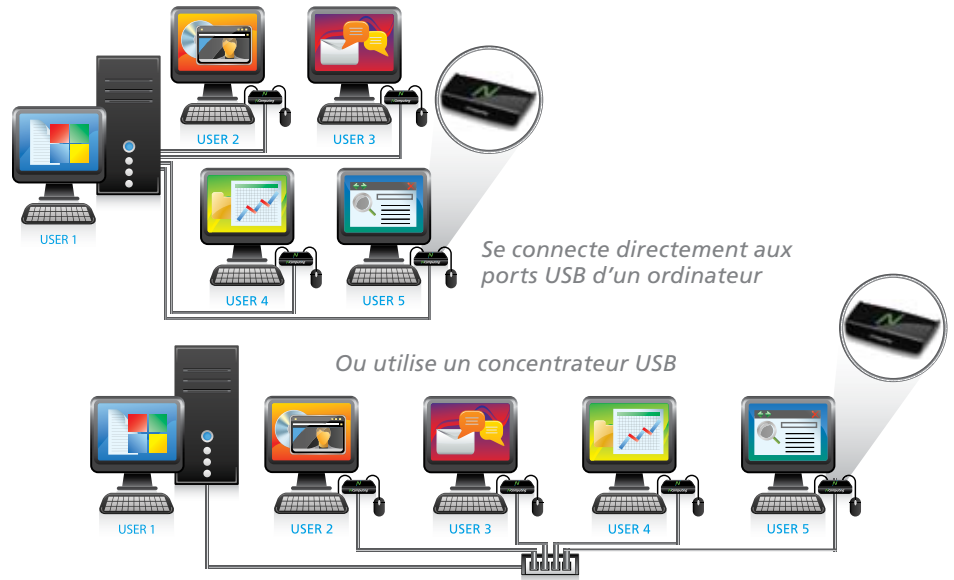 USER 2
USER 3
USER 1
USER 4
USER 5
Se connecte directement aux
ports USB d’un ordinateur
Ou utilise un concentrateur USB
USER 1
USER 2
USER 3
USER 4
USER 5